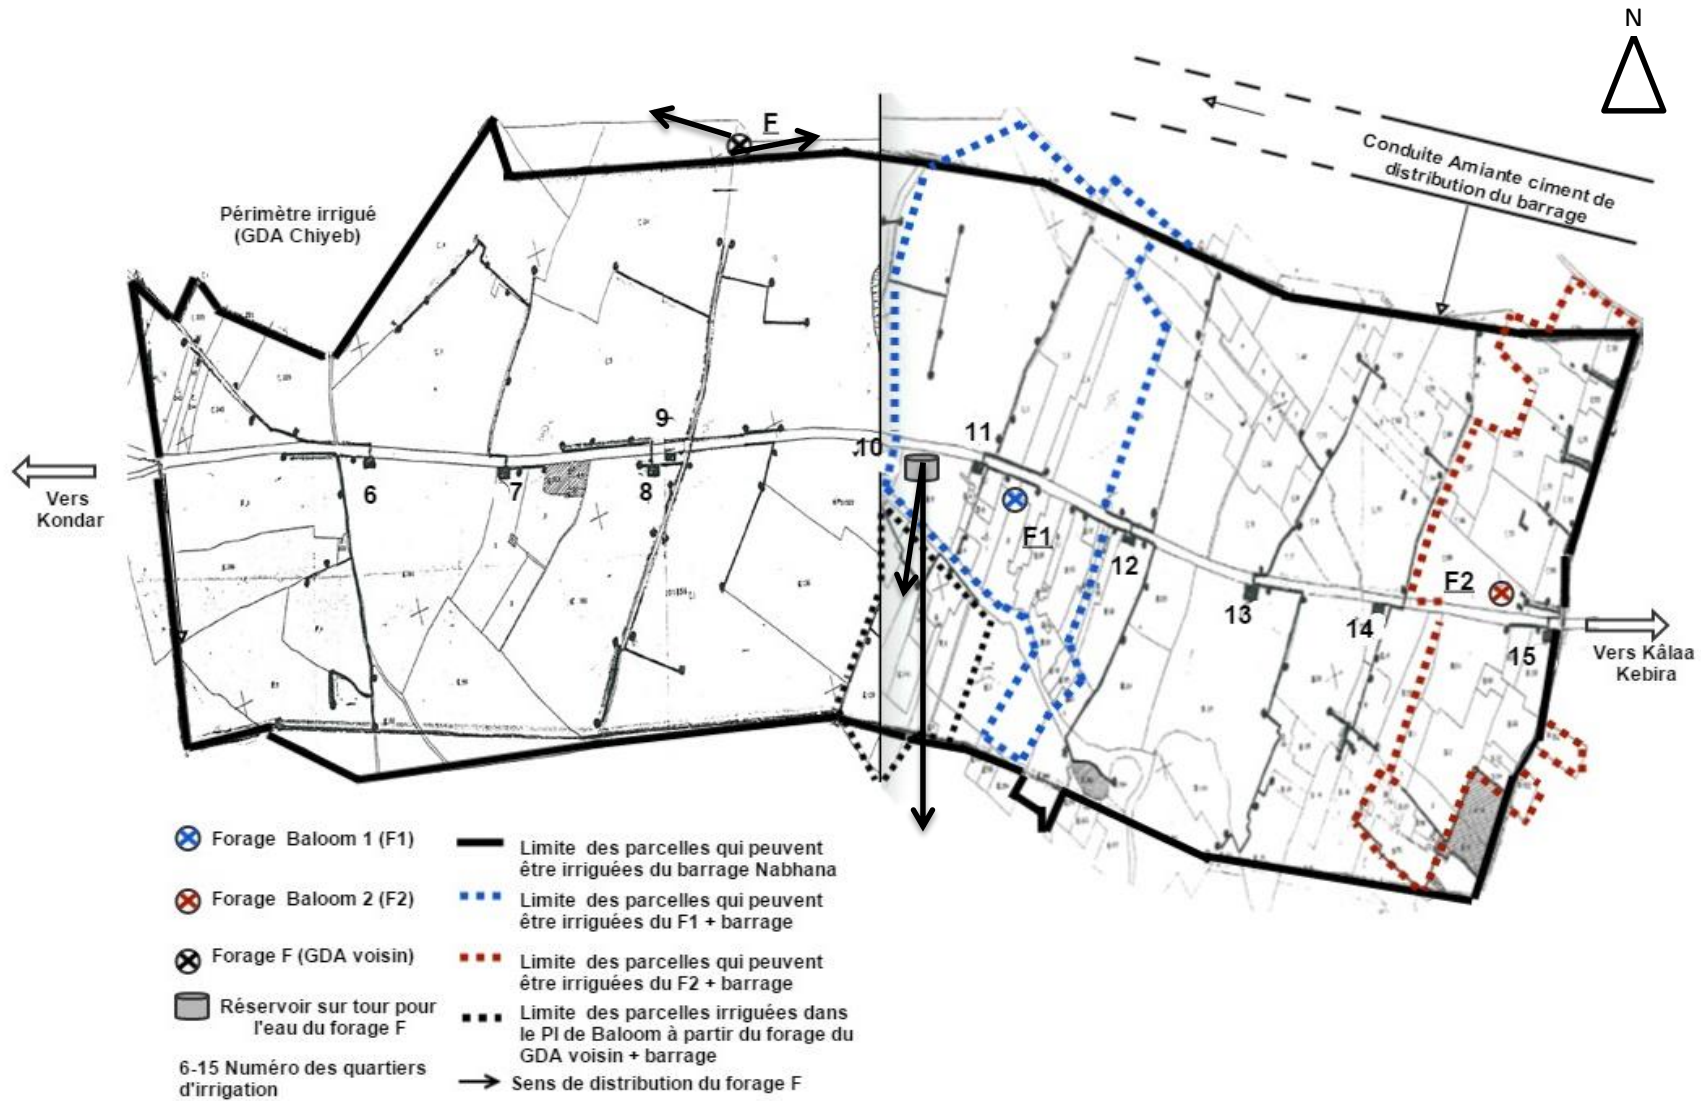 N
F
Conduite Amiante ciment de
distribution du barrage
Périmètre irrigué
(GDA Chiyeb)
9
10
11
6
7
8
F1
12
F2
13
14
15
Vers
Kondar
Vers Kâlaa
Kebira
Forage Baloom 1 (F1)
Forage Baloom 2 (F2)
Forage F (GDA voisin)
Réservoir sur tour pour
l'eau du forage F
6-15 Numéro des quartiers
d'irrigation
Limite des parcelles qui peuvent
être irriguées du barrage Nabhana
Limite des parcelles qui peuvent
être irriguées du F1 + barrage
Limite des parcelles qui peuvent
être irriguées du F2 + barrage
Limite des parcelles irriguées dans
le PI de Baloom à partir du forage du
GDA voisin + barrage
Sens de distribution du forage F